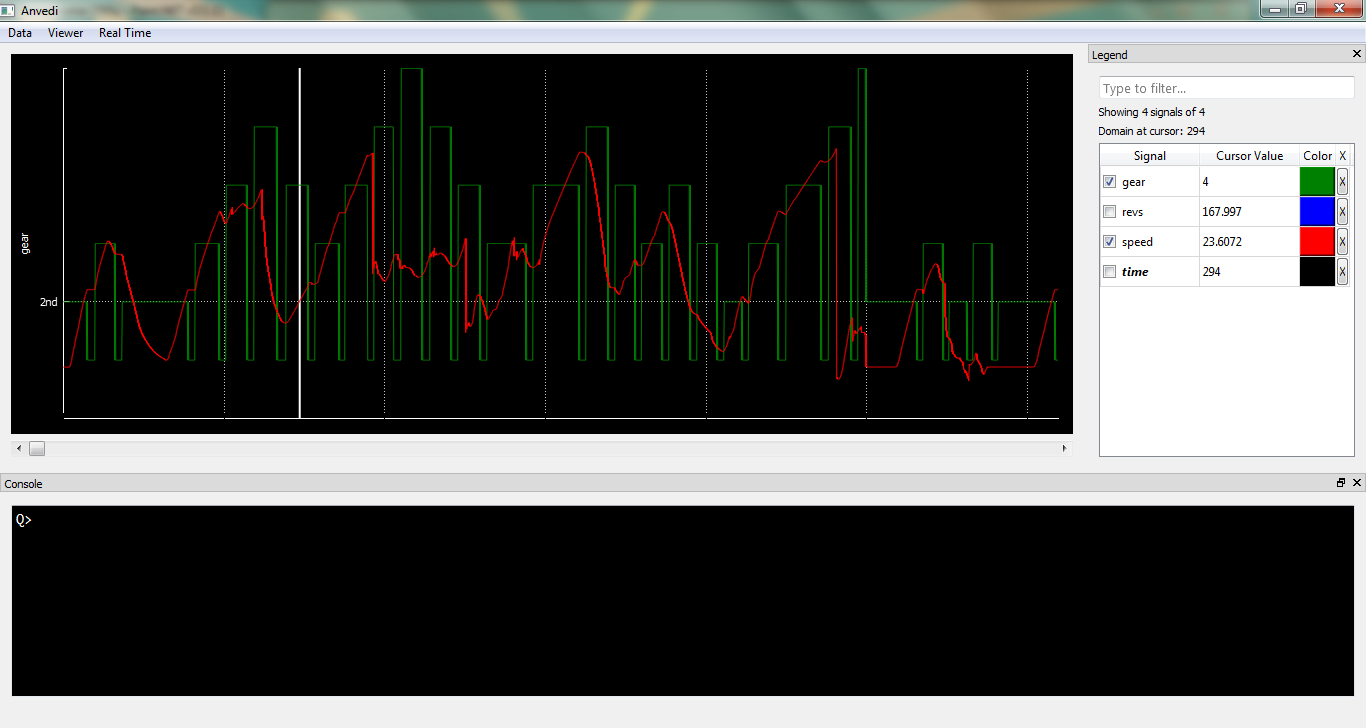 Anvedi
Data Viewer Real Time
Legend
Type to filter...
Showing 4 signals of 4
Domain at cursor: 294
Signal Cursor Value Color X
gear 4 X
revs 167.997 X
speed 23.6072 X
time 294 X
gear
2nd
Console
Q>